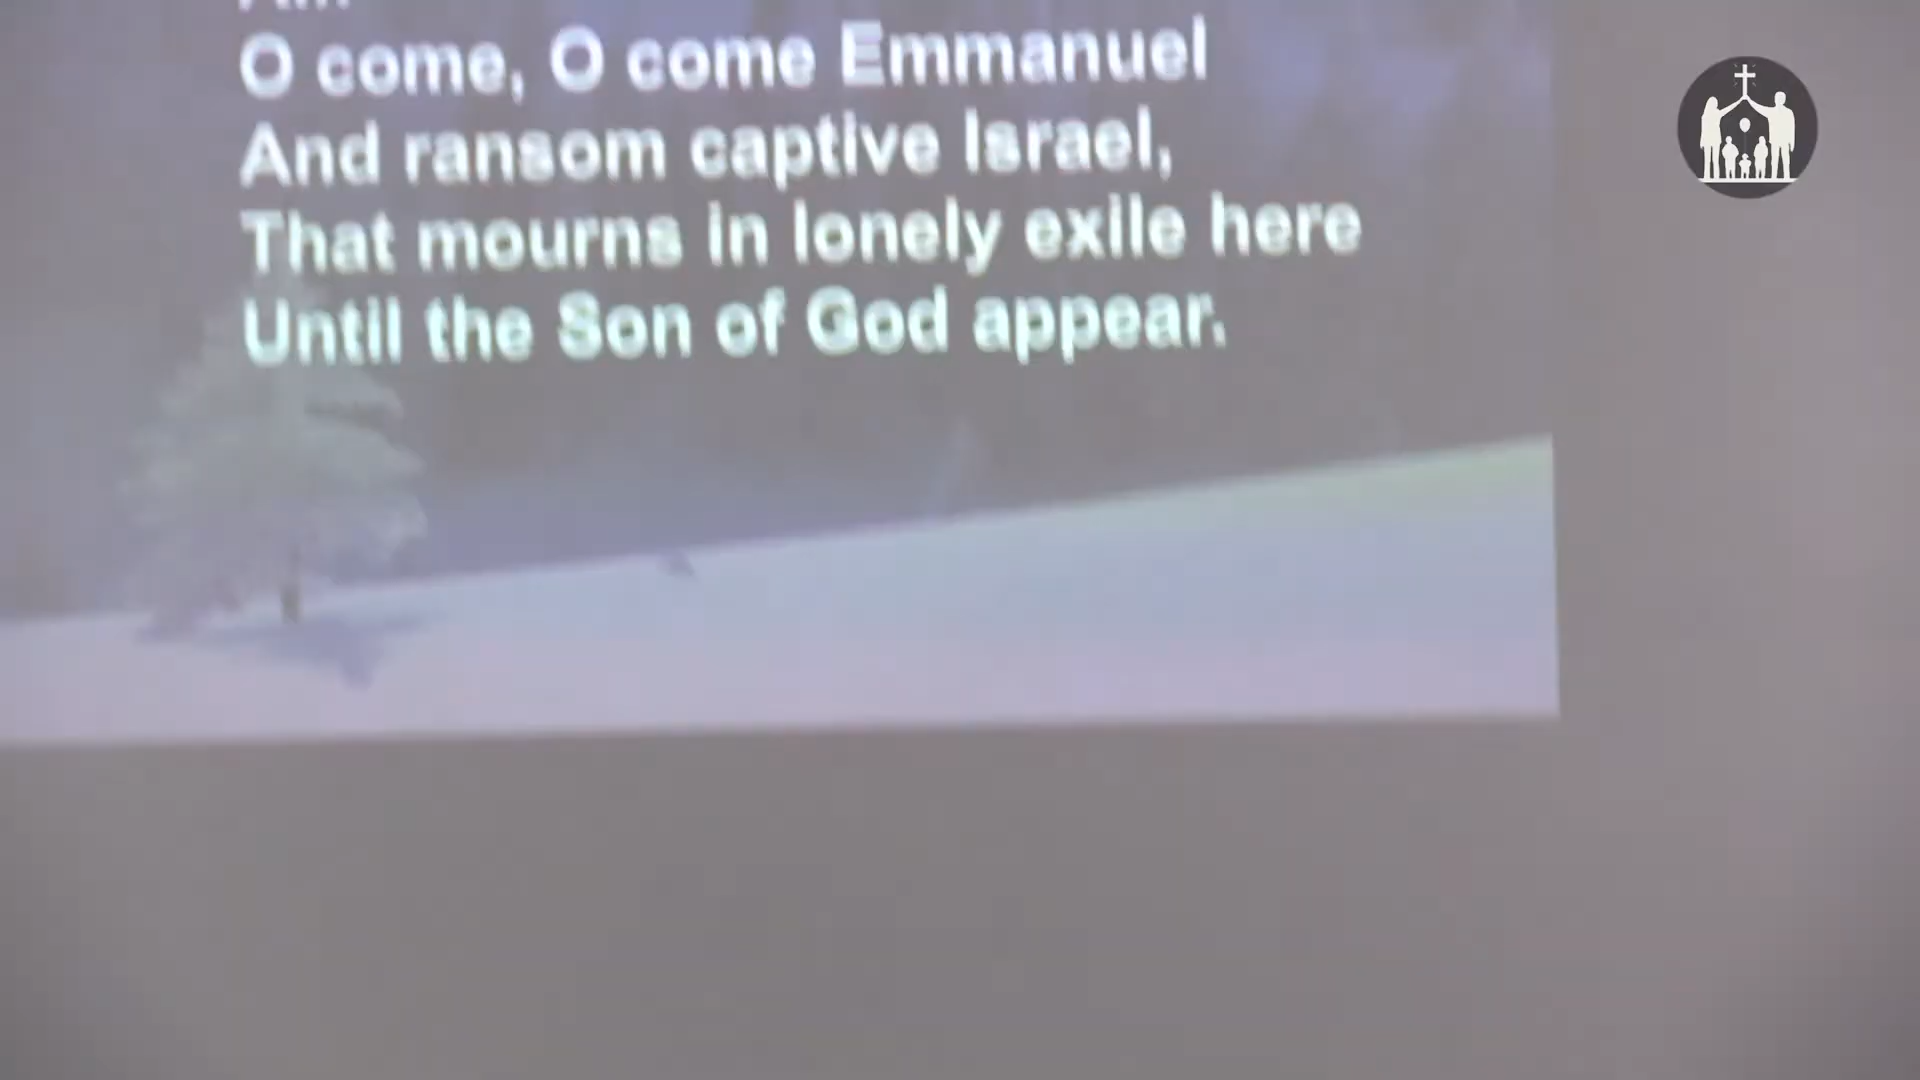 O come, O come Emmanuel
And ransom captive Israel,
That mourns in lonely exile here
Until the Son of God appear.